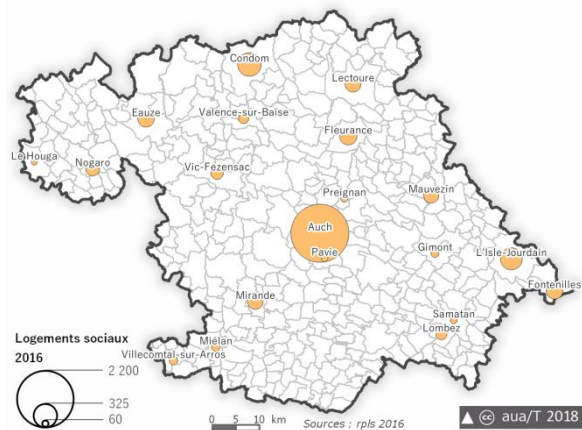 Condom
Lectoure
Eauze
Valence-sur-Baïse
Fleurance
Le Houga
Nogaro
Vic-Fezensac
Preignan
Mauvezin
Auch
Pavie
Gimont
L'Isle-Jourdain
Fontenilles
Mirande
Samatan
Lombez
Miélan
Villecomtal-sur-Arros
Logements sociaux
2016
2 200
325
60
0 5 10 km
Sources : rpls 2016
▲ cc aua/T 2018